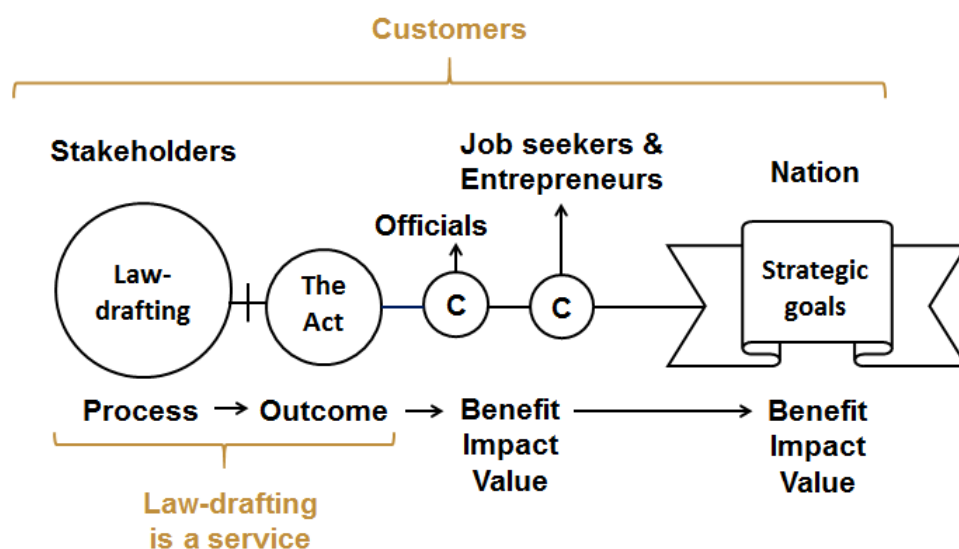 Customers
Stakeholders
Job seekers &
Entrepreneurs
Nation
Officials
Law-
drafting
The
Act
C
C
Strategic
goals
Process
Outcome
Benefit
Impact
Value
Benefit
Impact
Value
Law-drafting
is a service